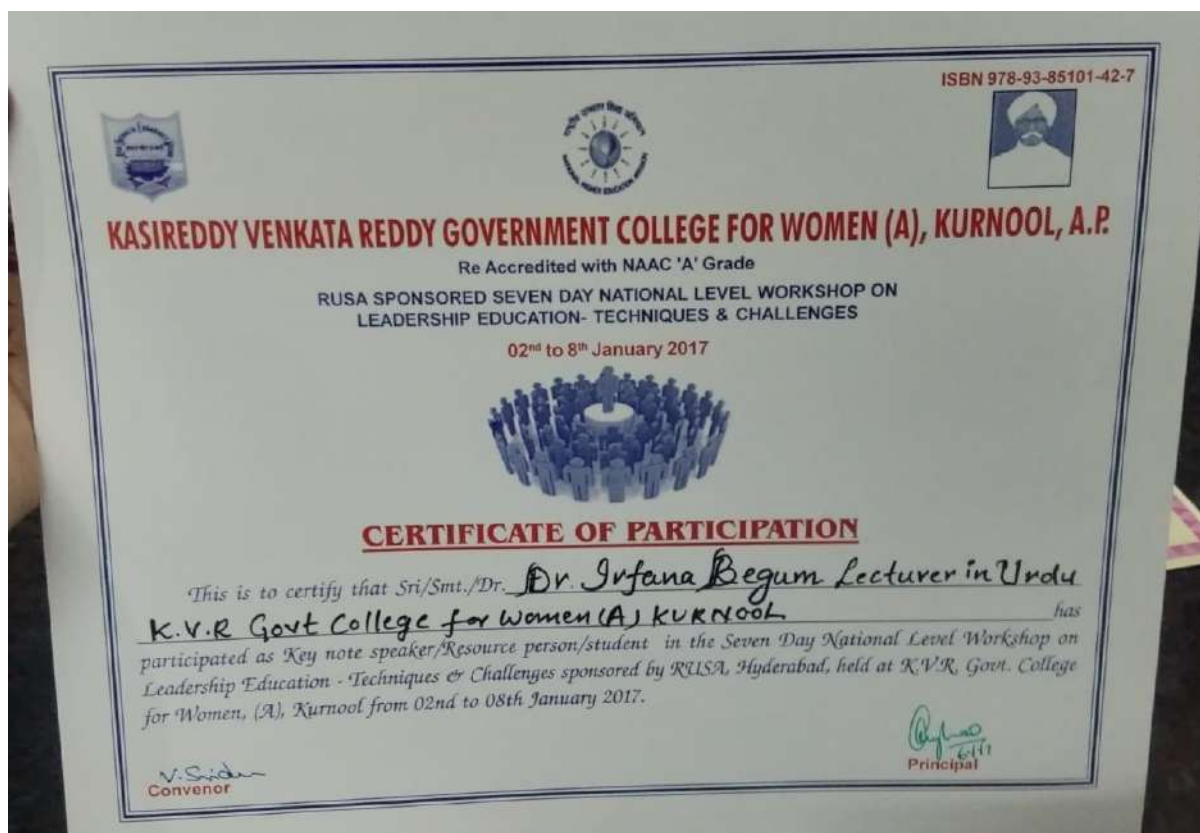 ISBN 978-93-85101-42-7
NATIONAL HIGHER EDUCATION MISSION
KASIREDDY VENKATA REDDY GOVERNMENT COLLEGE FOR WOMEN (A), KURNOOL, A.P.
Re Accredited with NAAC 'A' Grade
RUSA SPONSORED SEVEN DAY NATIONAL LEVEL WORKSHOP ON
LEADERSHIP EDUCATION- TECHNIQUES & CHALLENGES
02nd to 8th January 2017
CERTIFICATE OF PARTICIPATION
This is to certify that Sri/Smt./Dr. Dr. Irfana Begum Lecturer in Urdu
K.V.R Govt College for Women (A) KURNOOL has
participated as Key note speaker/Resource person/student in the Seven Day National Level Workshop on
Leadership Education - Techniques & Challenges sponsored by RUSA, Hyderabad, held at K.V.R, Govt. College
for Women, (A), Kurnool from 02nd to 08th January 2017.
Convenor
Principal